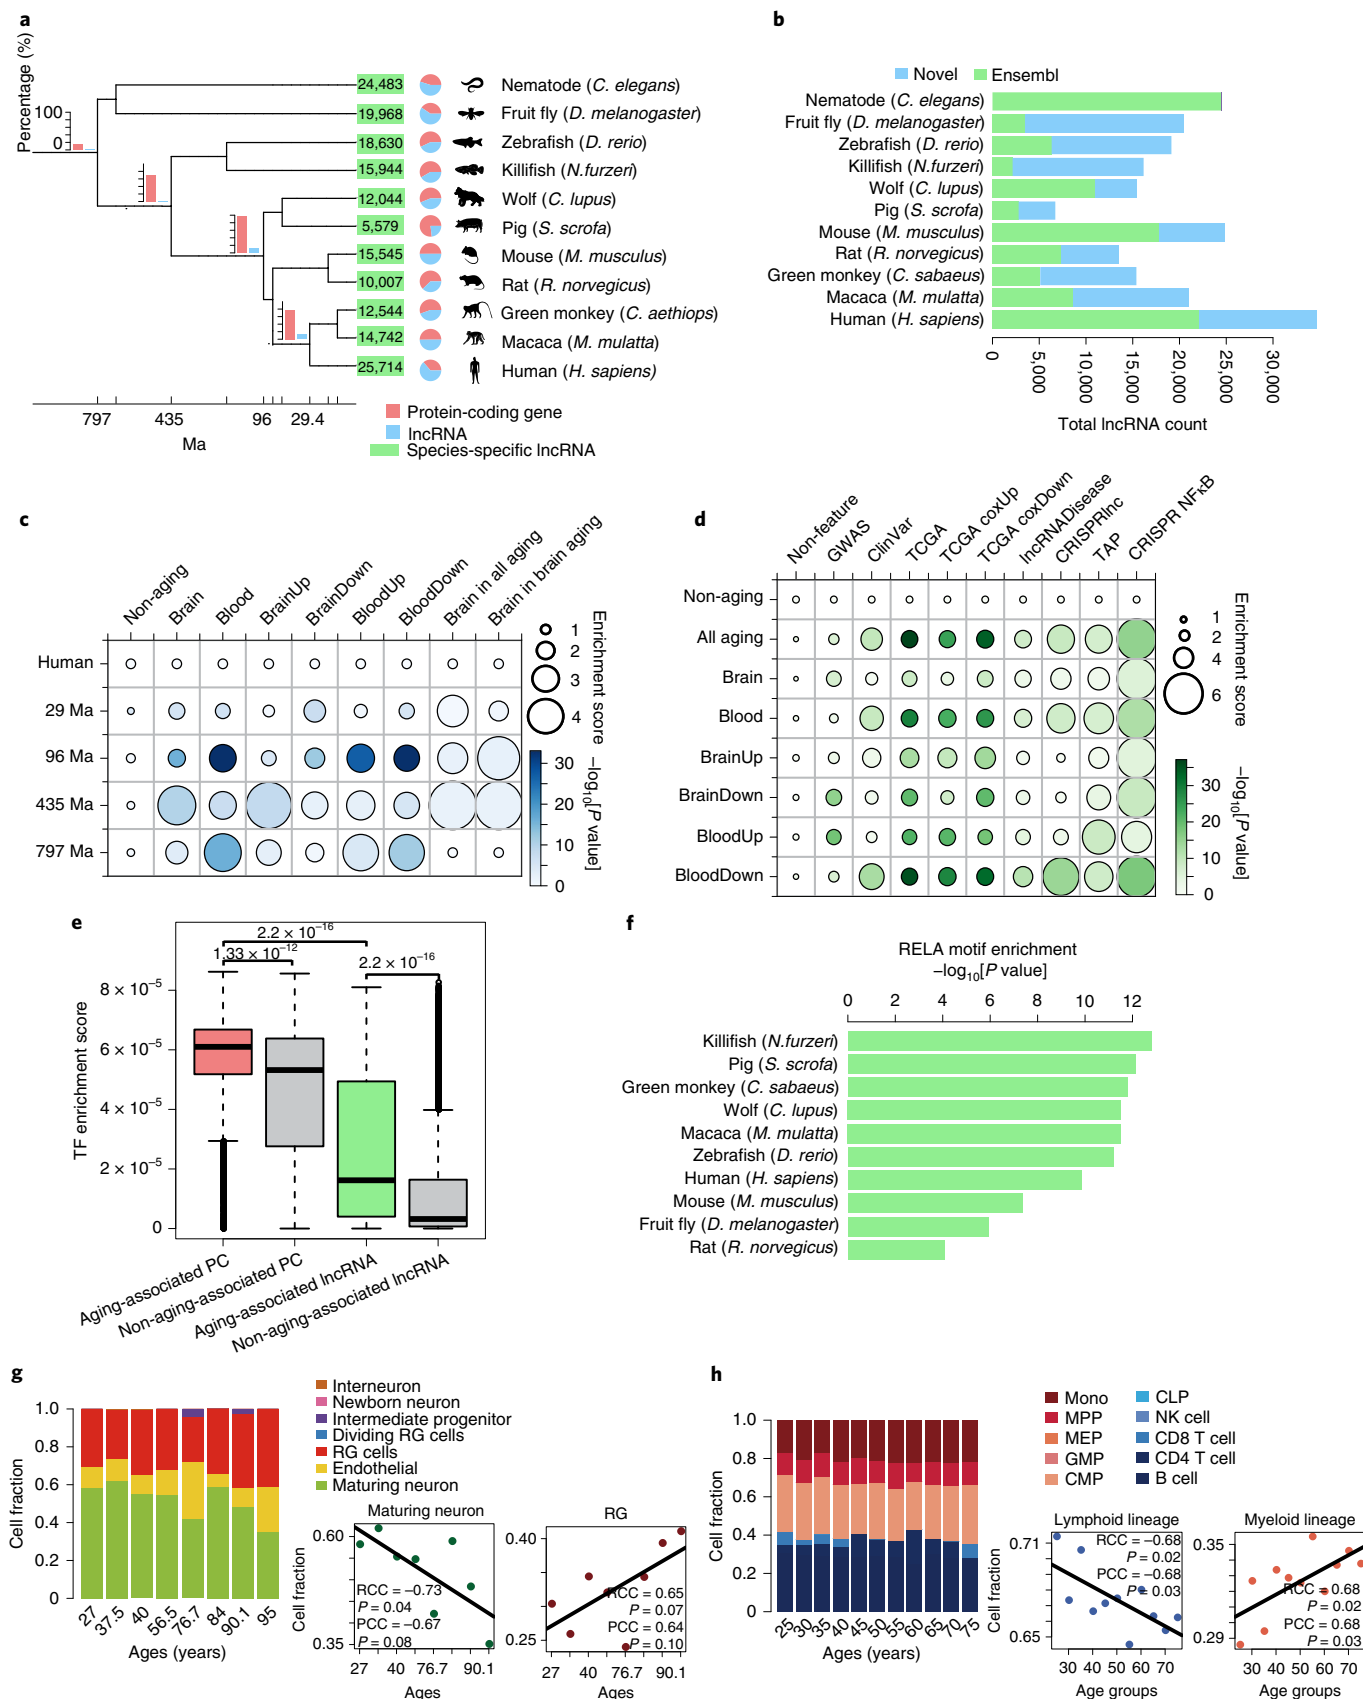 a
Percentage (%)
100
0
24,483
Nematode (C. elegans)
19,968
Fruit fly (D. melanogaster)
18,630
Zebrafish (D. rerio)
15,944
Killifish (N.furzeri)
12,044
Wolf (C. lupus)
5,579
Pig (S. scrofa)
15,545
Mouse (M. musculus)
10,007
Rat (R. norvegicus)
12,544
Green monkey (C. aethiops)
14,742
Macaca (M. mulatta)
25,714
Human (H. sapiens)
797 435 96 29.4
Ma
Protein-coding gene
lncRNA
Species-specific lncRNA
b
Novel Ensembl
Nematode (C. elegans)
Fruit fly (D. melanogaster)
Zebrafish (D. rerio)
Killifish (N.furzeri)
Wolf (C. lupus)
Pig (S. scrofa)
Mouse (M. musculus)
Rat (R. norvegicus)
Green monkey (C. sabaeus)
Macaca (M. mulatta)
Human (H. sapiens)
0 5,000 10,000 15,000 20,000 25,000 30,000
Total lncRNA count
c
Non-aging
Brain
Blood
BrainUp
BrainDown
BloodUp
BloodDown
Brain in all aging
Brain in brain aging
Human
29 Ma
96 Ma
435 Ma
797 Ma
1
2
3
4
Enrichment score
30
20
10
0
−log10[P value]
d
Non-feature
GWAS
ClinVar
TCGA
TCGA coxUp
TCGA coxDown
lncRNADisease
CRISPRlnc
TAP
CRISPR NFκB
Non-aging
All aging
Brain
Blood
BrainUp
BrainDown
BloodUp
BloodDown
1
2
4
6
Enrichment score
30
20
10
0
−log10[P value]
e
TF enrichment score
8 × 10−5
6 × 10−5
4 × 10−5
2 × 10−5
0
2.2 × 10−16
1.33 × 10−12
2.2 × 10−16
Aging-associated PC
Non-aging-associated PC
Aging-associated lncRNA
Non-aging-associated lncRNA
f
RELA motif enrichment
−log10[P value]
0 2 4 6 8 10 12
Killifish (N.furzeri)
Pig (S. scrofa)
Green monkey (C. sabaeus)
Wolf (C. lupus)
Macaca (M. mulatta)
Zebrafish (D. rerio)
Human (H. sapiens)
Mouse (M. musculus)
Fruit fly (D. melanogaster)
Rat (R. norvegicus)
g
Interneuron
Newborn neuron
Intermediate progenitor
Dividing RG cells
RG cells
Endothelial
Maturing neuron
Cell fraction
1.0
0.8
0.6
0.4
0.2
0
27 37.5 40 56.5 76.7 84 90.1 95
Ages (years)
Maturing neuron
Cell fraction
0.60
0.35
RCC = −0.73
P = 0.04
PCC = −0.67
P = 0.08
27 40 76.7 90.1
Ages
RG
0.40
0.25
RCC = 0.65
P = 0.07
PCC = 0.64
P = 0.10
27 40 76.7 90.1
Ages
h
Mono CLP
MPP NK cell
MEP CD8 T cell
GMP CD4 T cell
CMP B cell
Cell fraction
1.0
0.8
0.6
0.4
0.2
0
25 30 35 40 45 50 55 60 65 70 75
Ages (years)
Lymphoid lineage
Cell fraction
0.71
0.65
RCC = −0.68
P = 0.02
PCC = −0.68
P = 0.03
30 40 50 60 70
Age groups
Myeloid lineage
0.35
0.29
RCC = 0.68
P = 0.02
PCC = 0.68
P = 0.03
30 40 50 60 70
Age groups